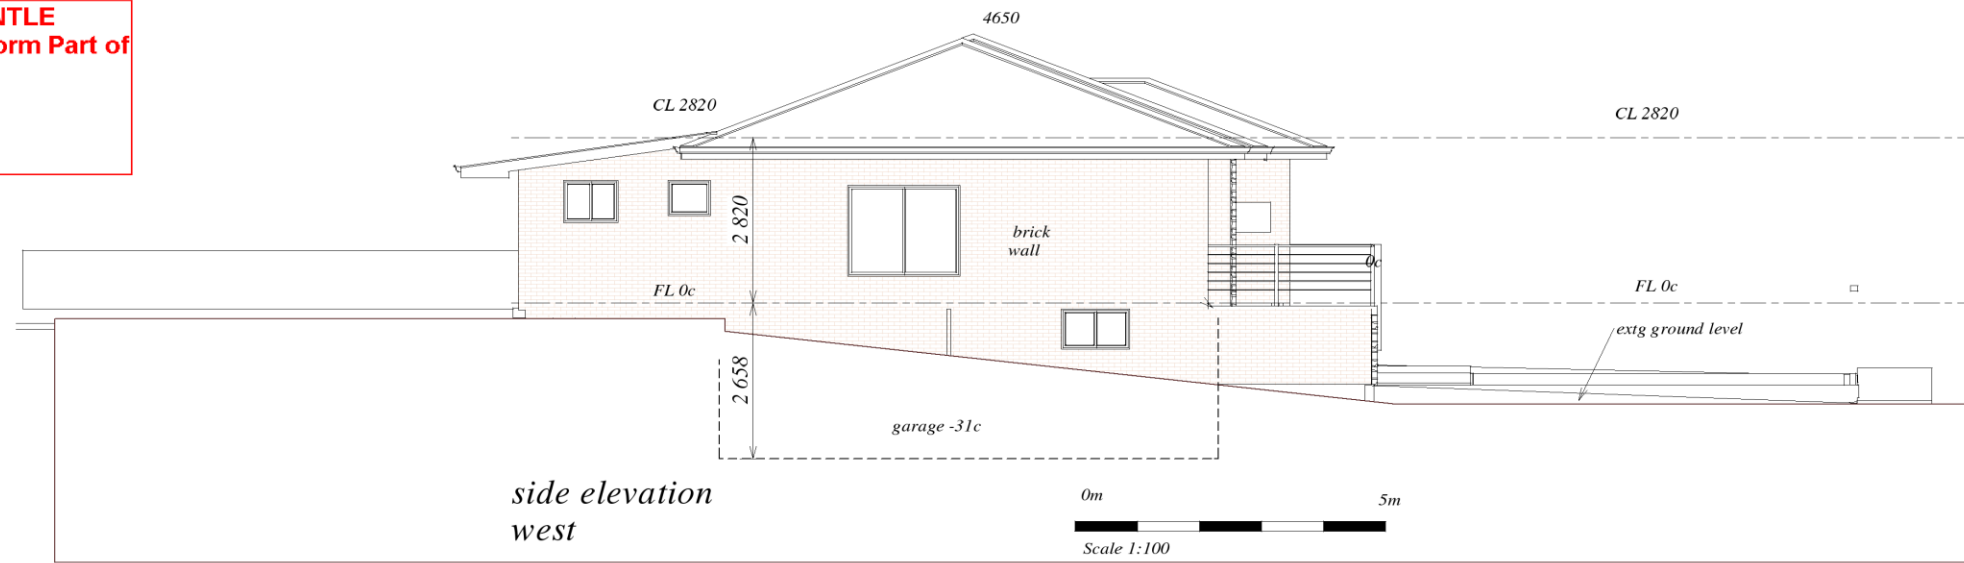 NTLE
orm Part of
4650
CL 2820
CL 2820
2 820
brick
wall
0c
FL 0c
FL 0c
extg ground level
2 658
garage -31c
side elevation
west
0m
5m
Scale 1:100